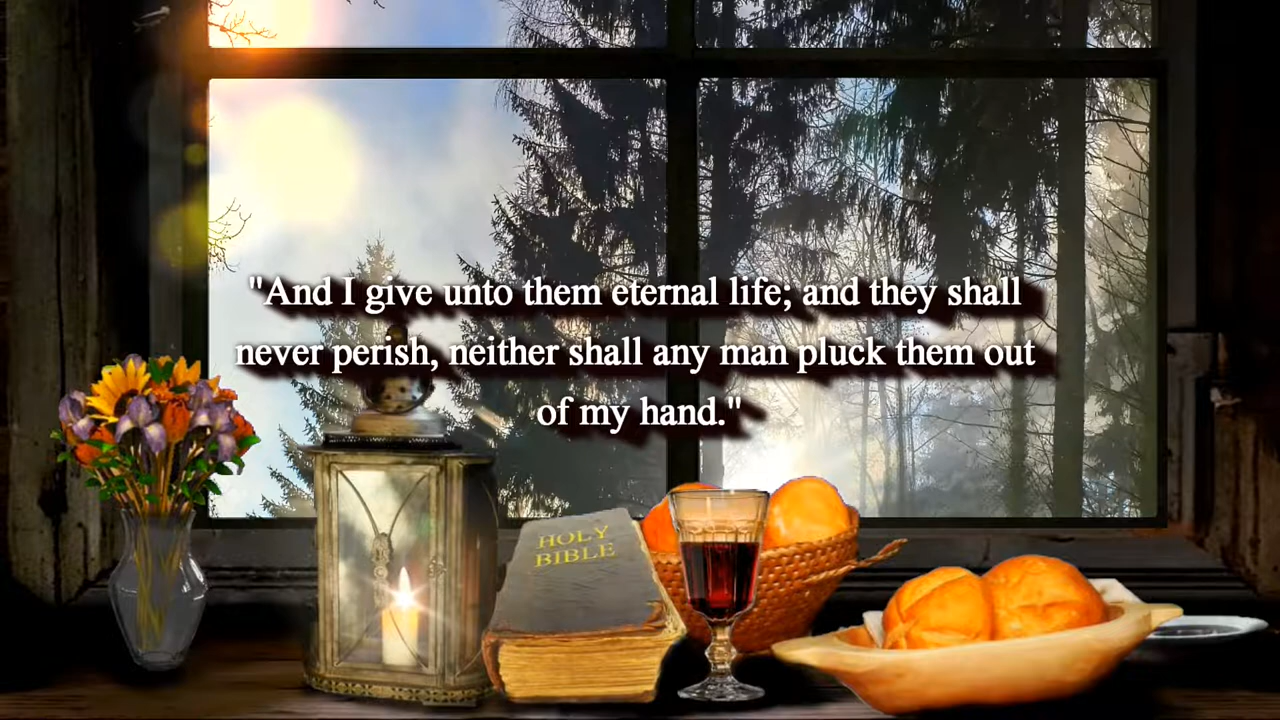 "And I give unto them eternal life; and they shall
never perish, neither shall any man pluck them out
of my hand."
HOLY
BIBLE